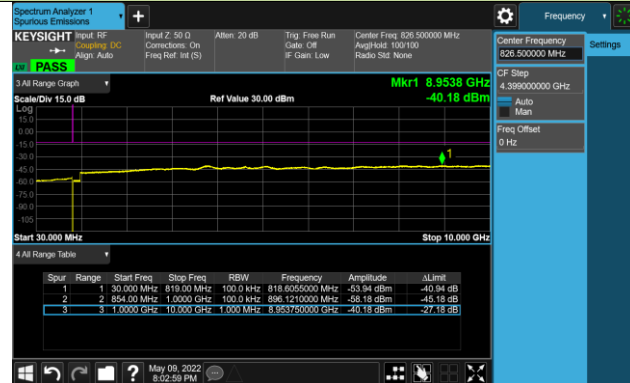 Spectrum Analyzer 1
Spurious Emissions
Frequency
KEYSIGHT
Input: RF
Coupling: DC
Align: Auto
Input Z: 50 Ω
Corrections: On
Freq Ref: Int (S)
Atten: 20 dB
Trig: Free Run
Gate: Off
IF Gain: Low
Center Freq: 826.500000 MHz
Avg|Hold: 100/100
Radio Std: None
PASS
Center Frequency
826.500000 MHz
Settings
CF Step
4.399000000 GHz
Auto
Man
Freq Offset
0 Hz
3 All Range Graph
Mkr1 8.9538 GHz
Scale/Div 15.0 dB
Ref Value 30.00 dBm
-40.18 dBm
Log
15.0
0.00
-15.0
-30.0
-45.0
-60.0
-75.0
-90.0
-105
1
Start 30.000 MHz
Stop 10.000 GHz
4 All Range Table
Spur Range Start Freq Stop Freq RBW Frequency Amplitude ΔLimit
1 1 30.000 MHz 819.00 MHz 100.0 kHz 818.6055000 MHz -53.94 dBm -40.94 dB
2 2 854.00 MHz 1.0000 GHz 100.0 kHz 896.1210000 MHz -58.18 dBm -45.18 dB
3 3 1.0000 GHz 10.000 GHz 1.000 MHz 8.953750000 GHz -40.18 dBm -27.18 dB
?
May 09, 2022
8:02:59 PM